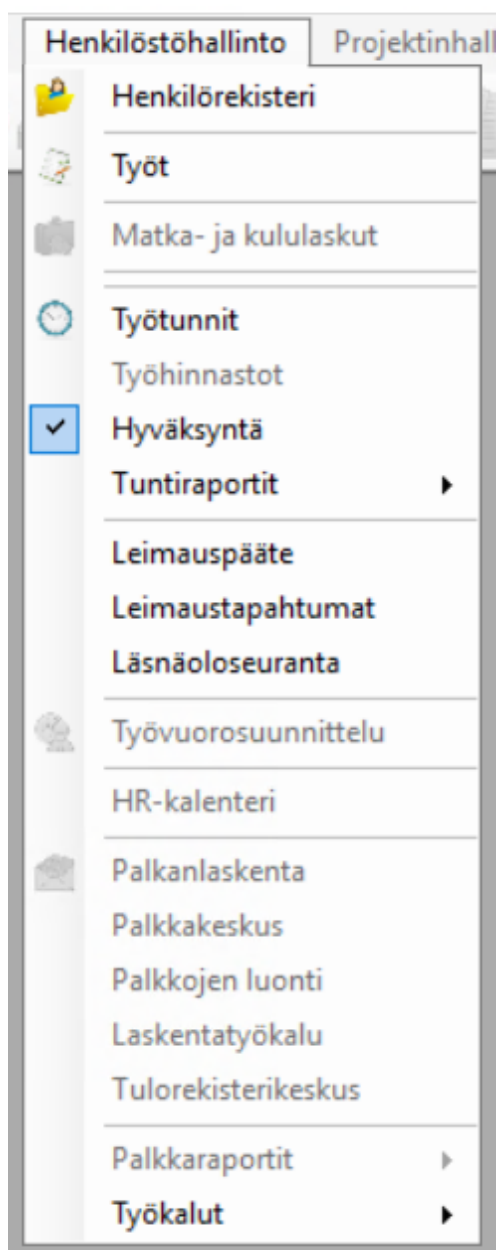 Henkilöstöhallinto Projektinhall
Henkilörekisteri
Työt
Matka- ja kululaskut
Työtunnit
Työhinnastot
Hyväksyntä
Tuntiraportit
Leimauspääte
Leimaustapahtumat
Läsnäoloseuranta
Työvuorosuunnittelu
HR-kalenteri
Palkanlaskenta
Palkkakeskus
Palkkojen luonti
Laskentatyökalu
Tulorekisterikeskus
Palkkaraportit
Työkalut